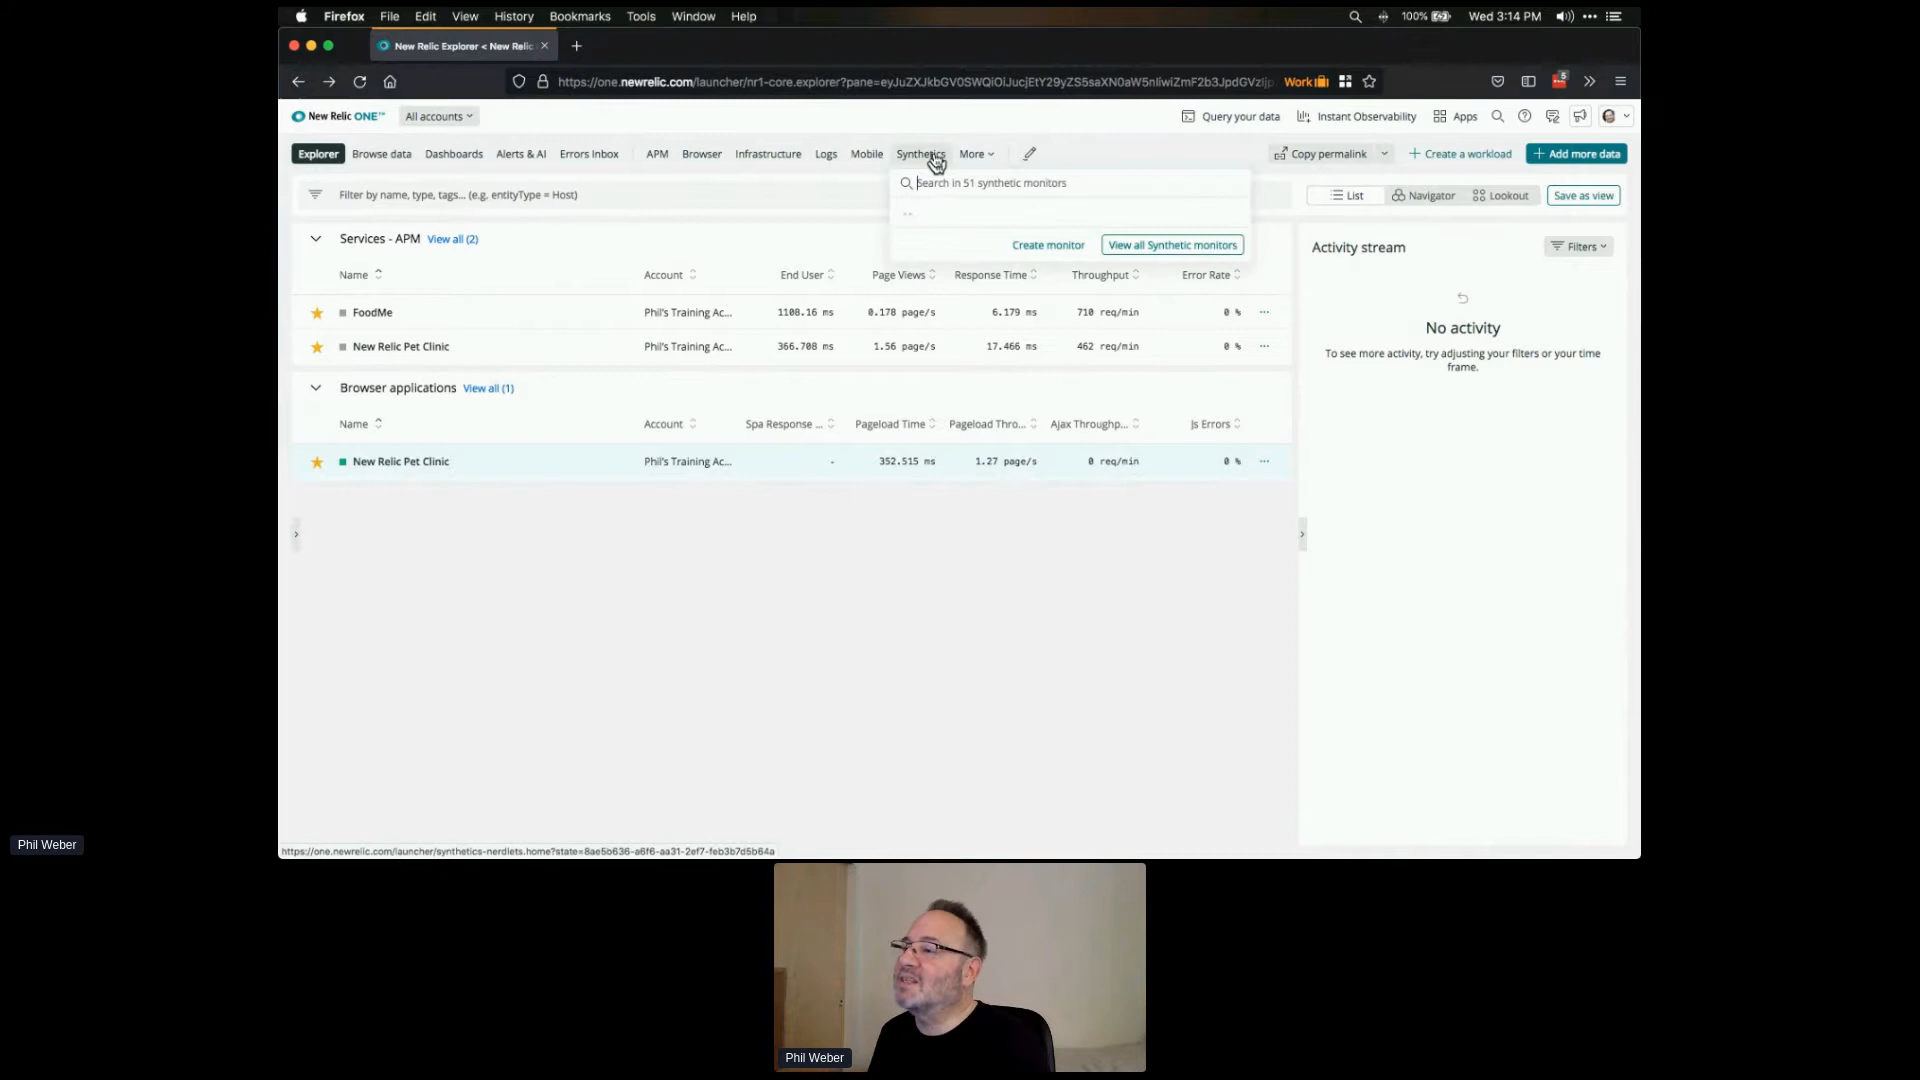 Firefox File Edit View History Bookmarks Tools Window Help 100% Wed 3:14 PM
New Relic Explorer < New Relic
https://one.newrelic.com/launcher/nr1-core.explorer?pane= Work 5
New Relic ONE™ All accounts Query your data Instant Observability Apps
Explorer Browse data Dashboards Alerts & AI Errors Inbox APM Browser Infrastructure Logs Mobile Synthetics More Copy permalink + Create a workload + Add more data
Search in 51 synthetic monitors
Filter by name, type, tags... (e.g. entityType = Host) List Navigator Lookout Save as view
--
Services - APM View all (2) Create monitor View all Synthetic monitors Activity stream Filters
Name Account End User Page Views Response Time Throughput Error Rate
FoodMe Phil's Training Ac... 1108.16 ms 0.178 page/s 6.179 ms 710 req/min 0 % ...
No activity
New Relic Pet Clinic Phil's Training Ac... 366.708 ms 1.56 page/s 17.466 ms 462 req/min 0 % ...
To see more activity, try adjusting your filters or your time
frame.
Browser applications View all (1)
Name Account Spa Response ... Pageload Time Pageload Thro... Ajax Throughp... Js Errors
New Relic Pet Clinic Phil's Training Ac... - 352.515 ms 1.27 page/s 0 req/min 0 % ...
https://one.newrelic.com/launcher/synthetics-nerdlets.home?state=8ae5b636-a6f6-aa31-2ef7-feb3b7d5b64a
Phil Weber
Phil Weber